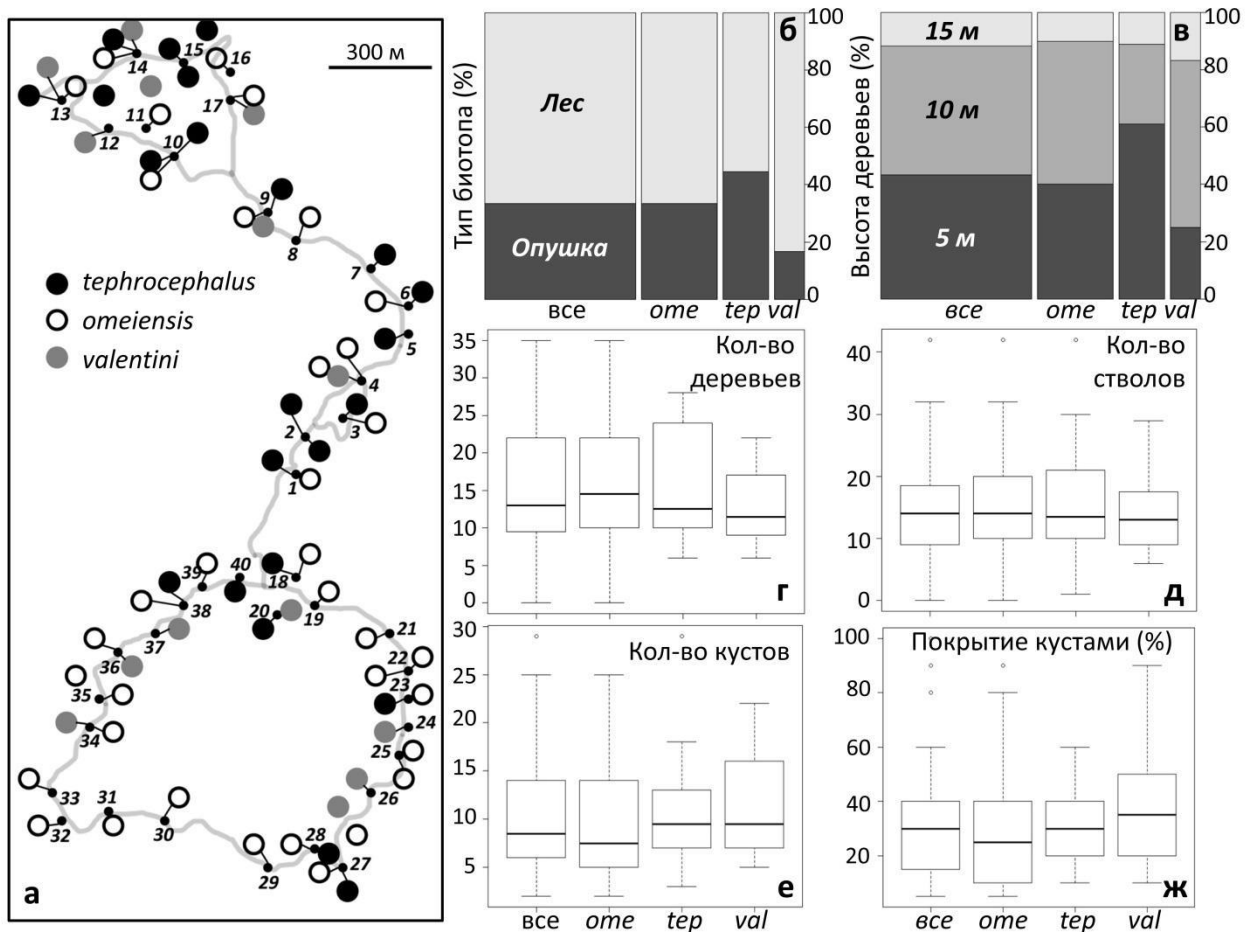 300 м
14
15
16
13
17
11
12
10
9
8
7
6
5
4
3
2
1
tephrocephalus
omeiensis
valentini
39
40
18
38
20
19
37
21
36
22
35
23
34
24
25
33
26
31
32
30
28
27
29
а
Тип биотопа (%)
Лес
Опушка
б
100
80
60
40
20
0
все
ome
tep
val
Высота деревьев (%)
15 м
10 м
5 м
в
100
80
60
40
20
0
все
ome
tep
val
Кол-во
деревьев
35
30
25
20
15
10
5
0
г
Кол-во
стволов
40
30
20
10
0
д
Кол-во кустов
30
25
20
15
10
5
е
все
ome
tep
val
Покрытие кустами (%)
100
80
60
40
20
ж
все
ome
tep
val